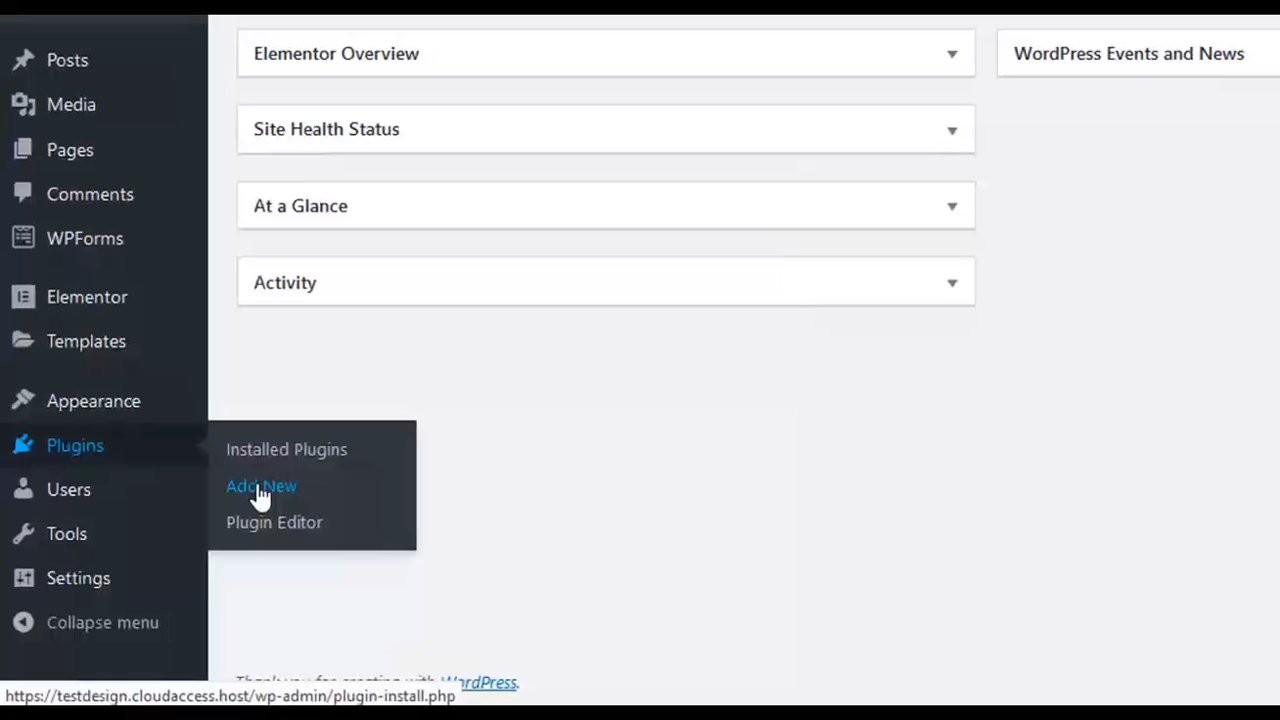 Posts
Media
Pages
Comments
WPForms
Elementor
Templates
Appearance
Plugins
Users
Tools
Settings
Collapse menu
Installed Plugins
Add New
Plugin Editor
Elementor Overview
Site Health Status
At a Glance
Activity
WordPress Events and News
Thank you for creating with WordPress.
https://testdesign.cloudaccess.host/wp-admin/plugin-install.php